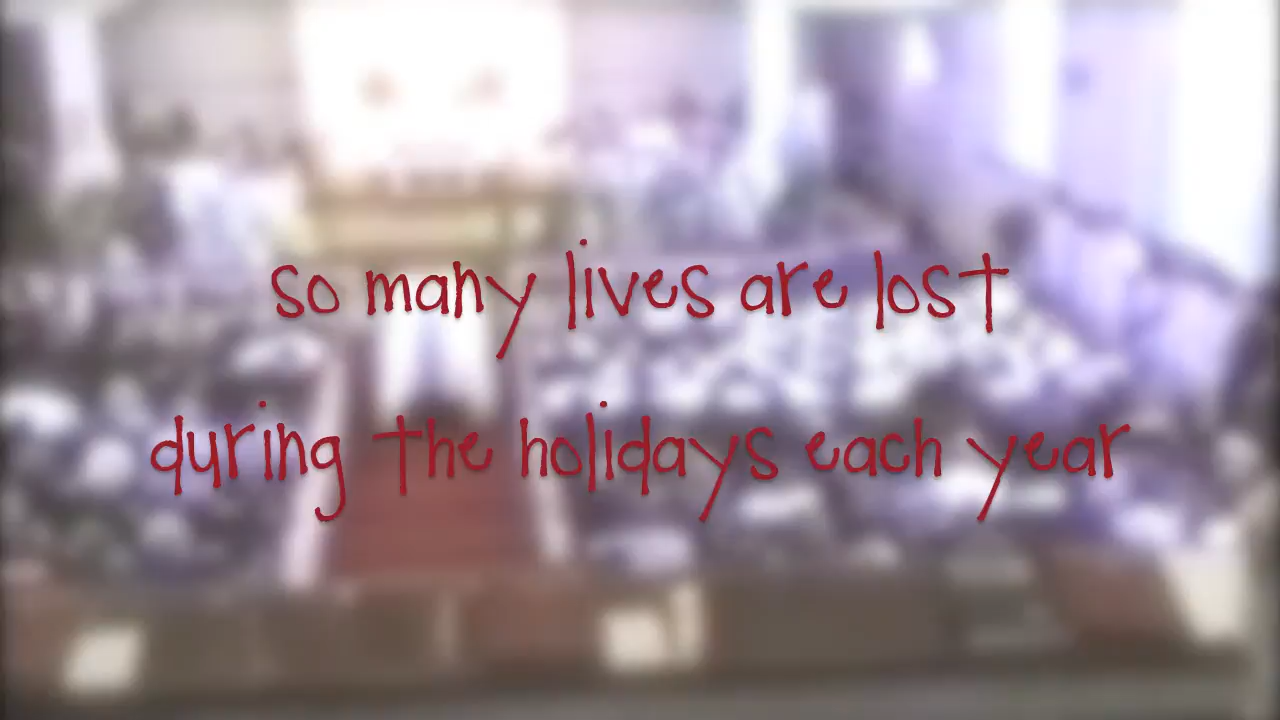 so many lives are lost
during the holidays each year